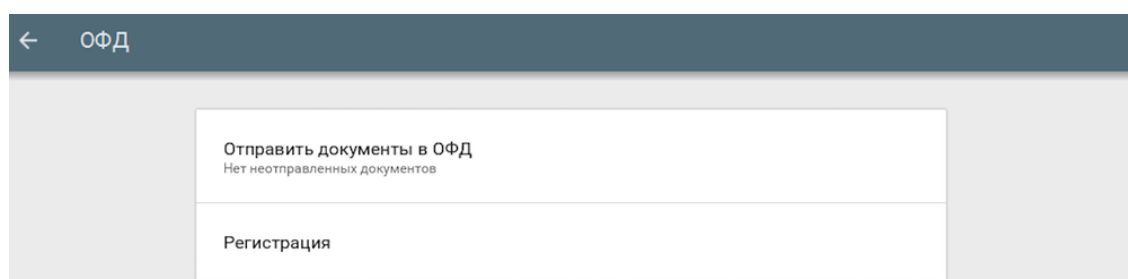 ОФД
Отправить документы в ОФД
Нет неотправленных документов
Регистрация